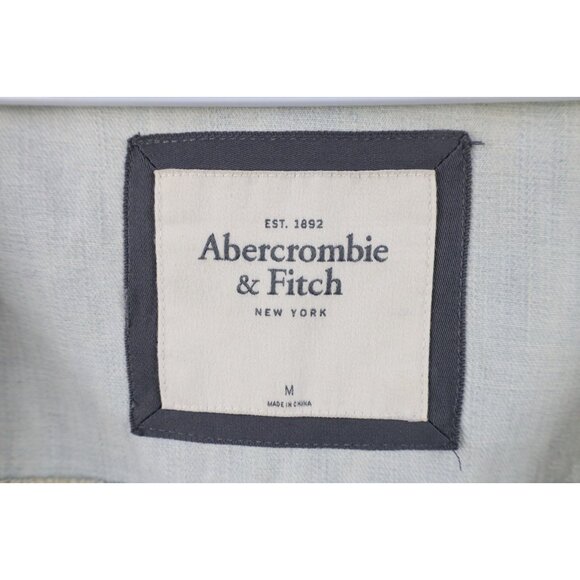 EST. 1892
Abercrombie
& Fitch
NEW YORK
M
MADE IN CHINA